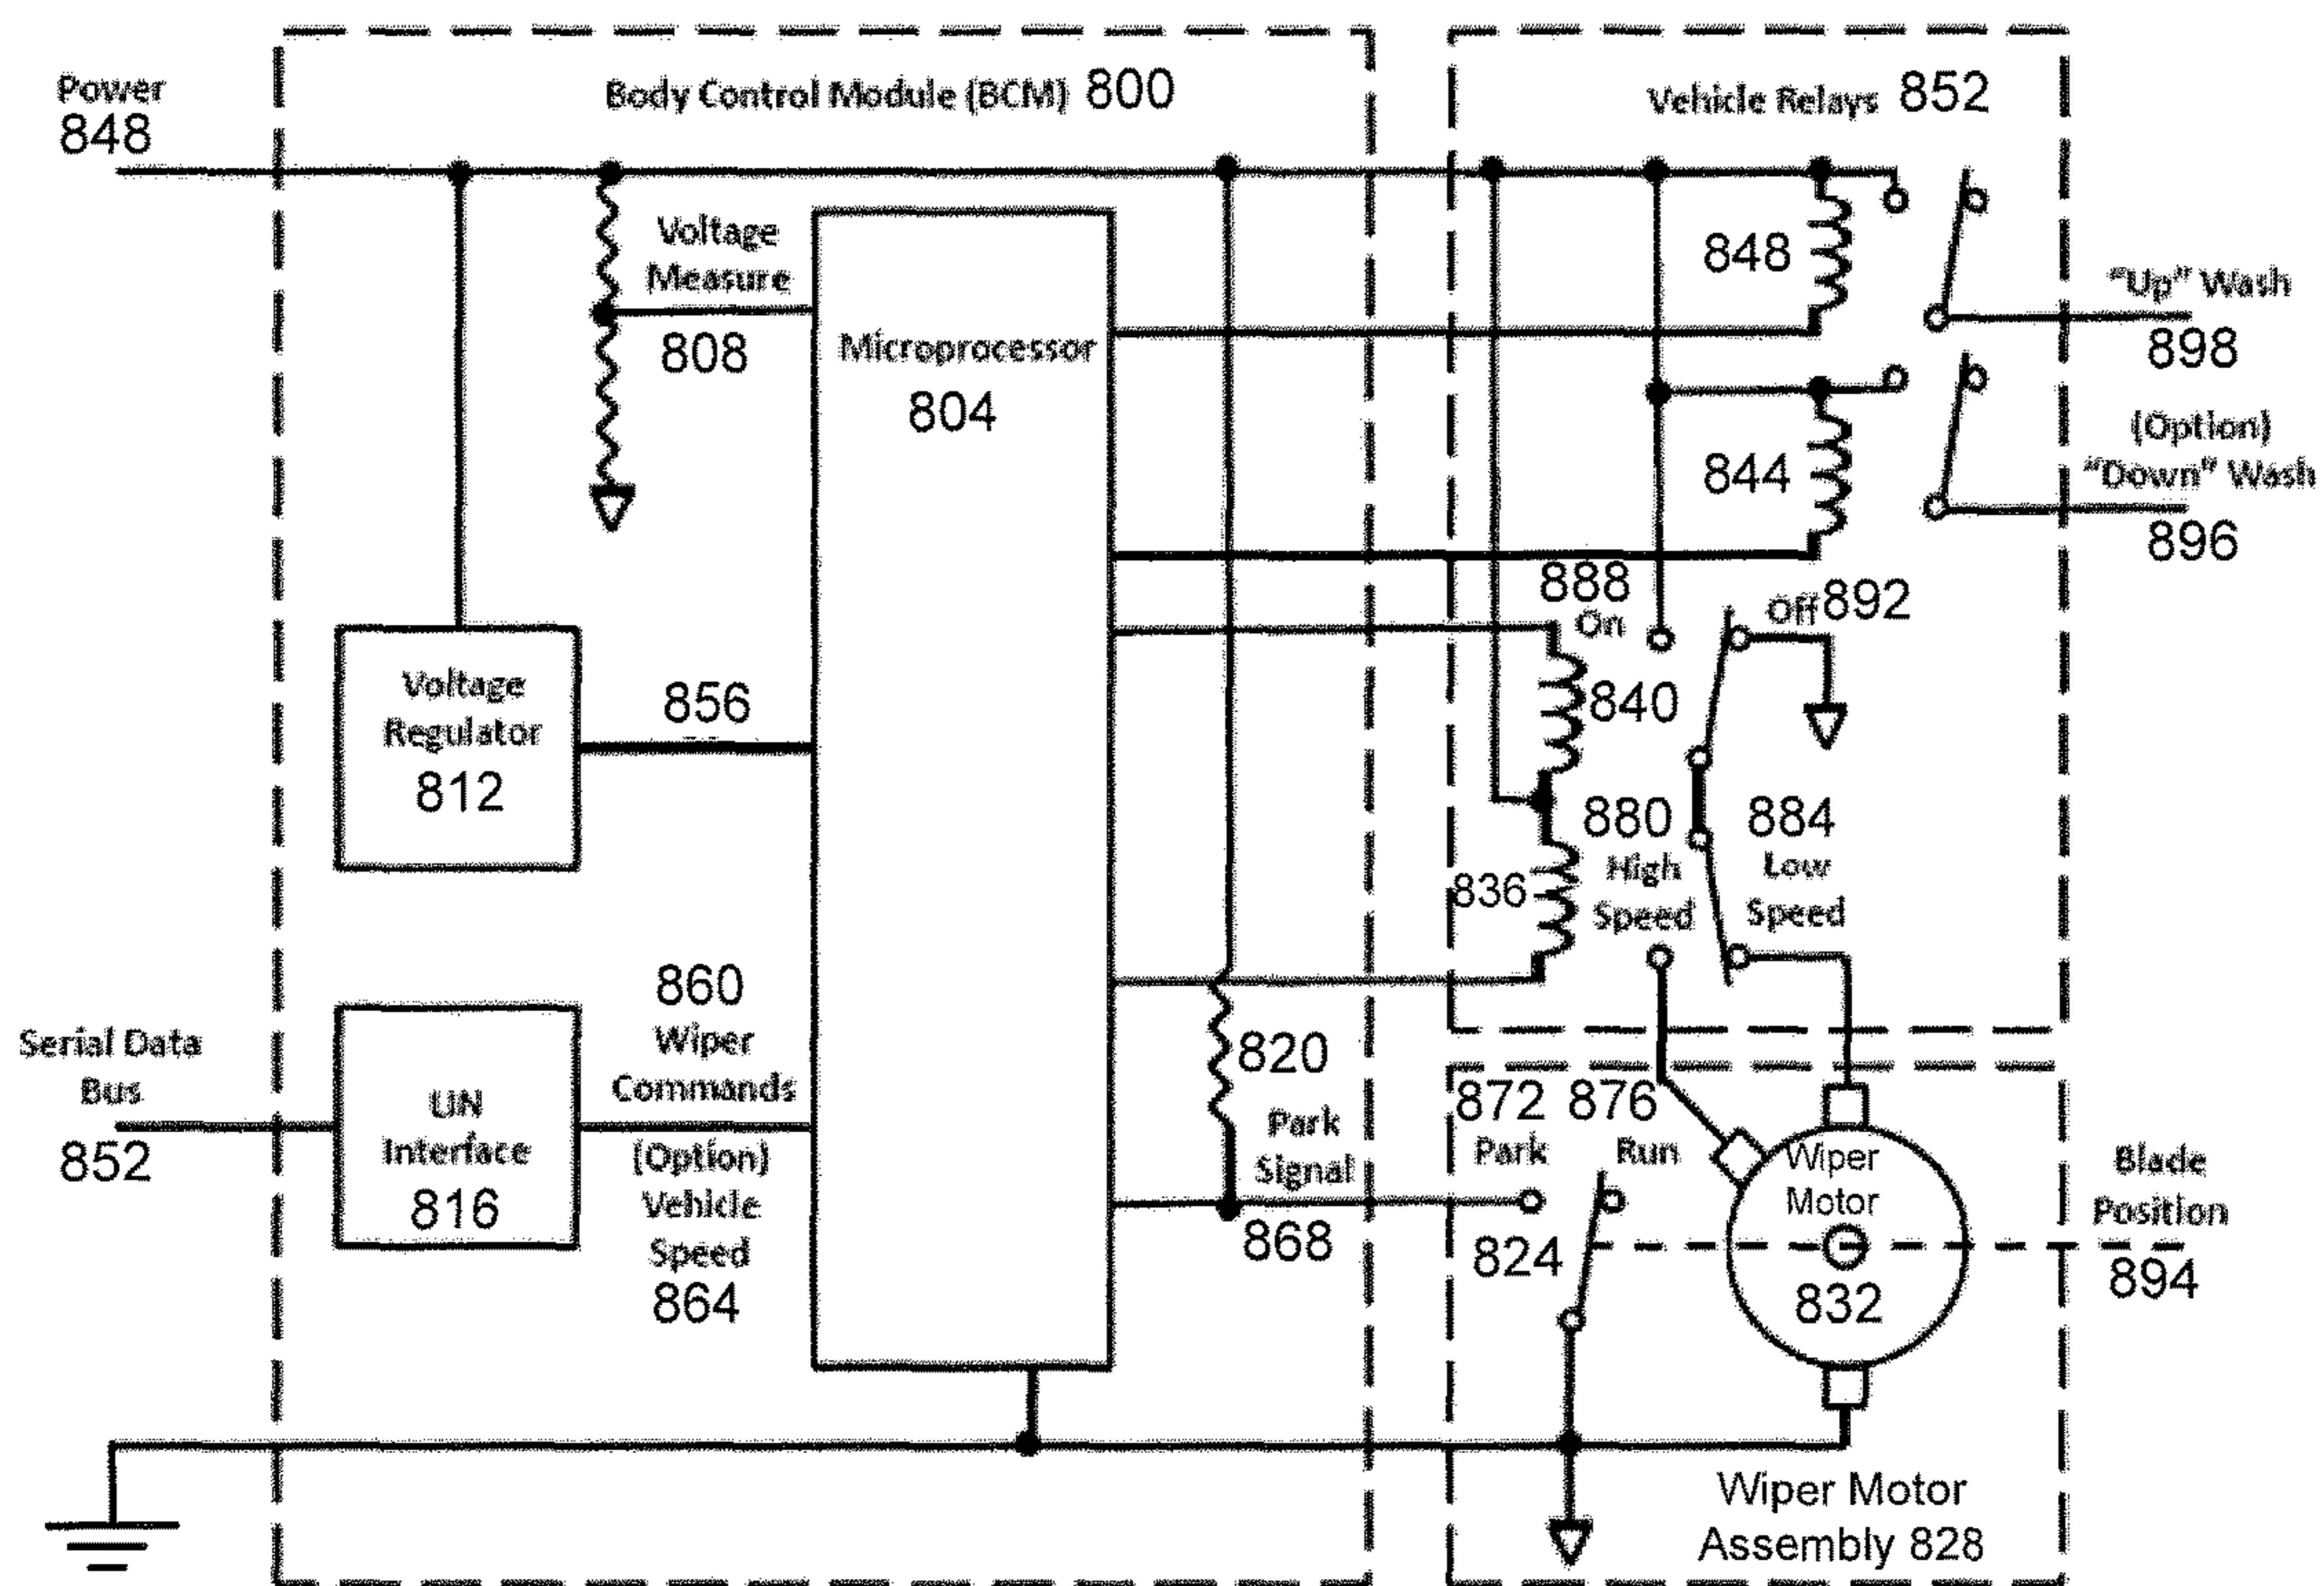 Power
848
Body Control Module (BCM) 800
Vehicle Relays 852
Voltage
Measure
808
Microprocessor
804
848
"Up" Wash
898
844
(Option)
"Down" Wash
896
888
On
Off 892
Voltage
Regulator
812
856
840
880
High
Speed
884
Low
Speed
836
Serial Data
Bus
852
LIN
Interface
816
860
Wiper
Commands
(Option)
Vehicle
Speed
864
820
Park
Signal
868
872
Park
876
Run
824
Wiper
Motor
832
Blade
Position
894
Wiper Motor
Assembly 828